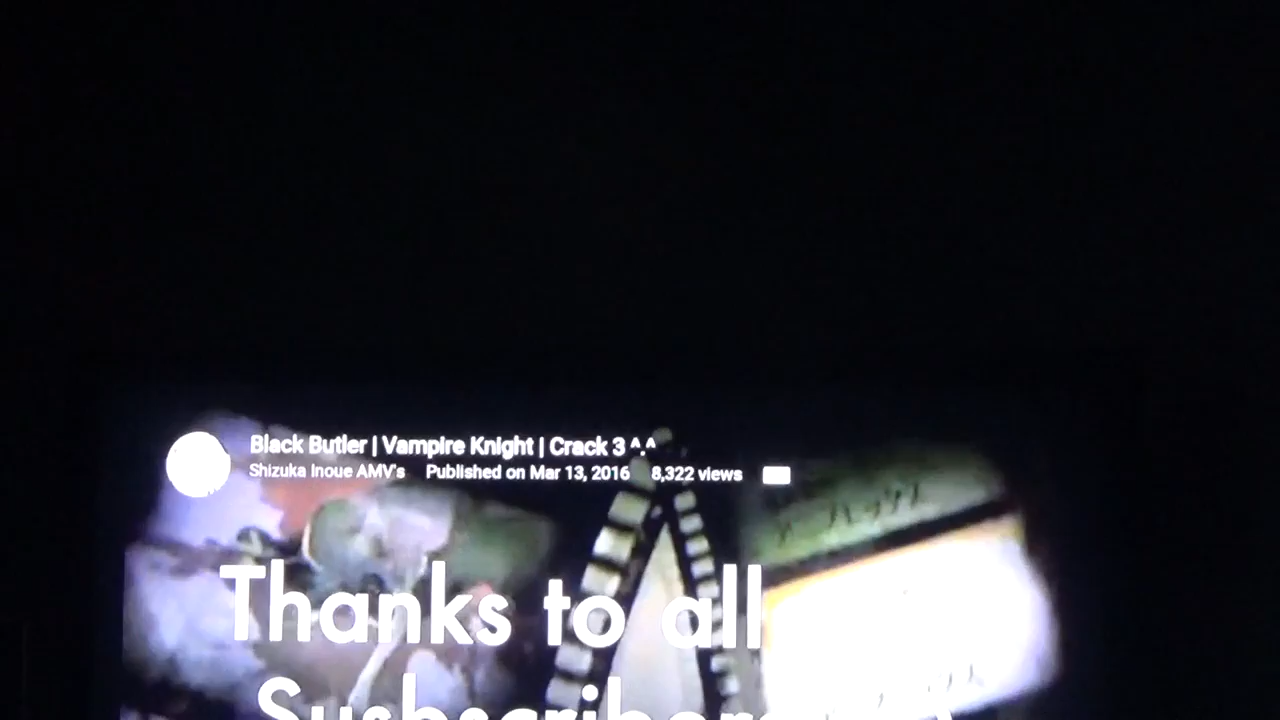 Black Butler | Vampire Knight | Crack 3 ^.^
Shizuka Inoue AMV's Published on Mar 13, 2016 8,322 views
Thanks to all
Susbscribers